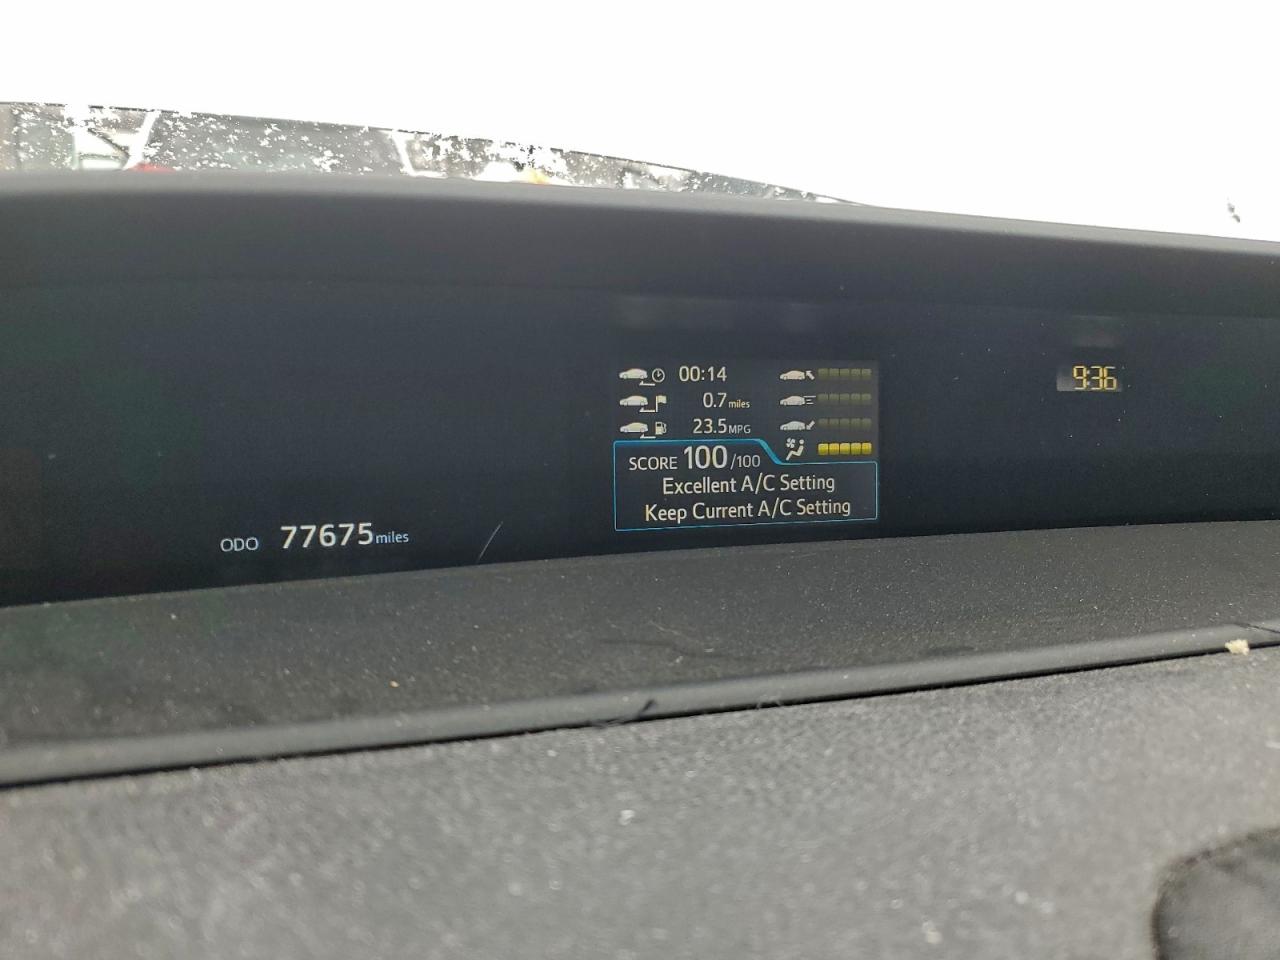 00:14
0.7 miles
23.5 MPG
SCORE 100 /100
Excellent A/C Setting
Keep Current A/C Setting
ODO 77675 miles
9:36